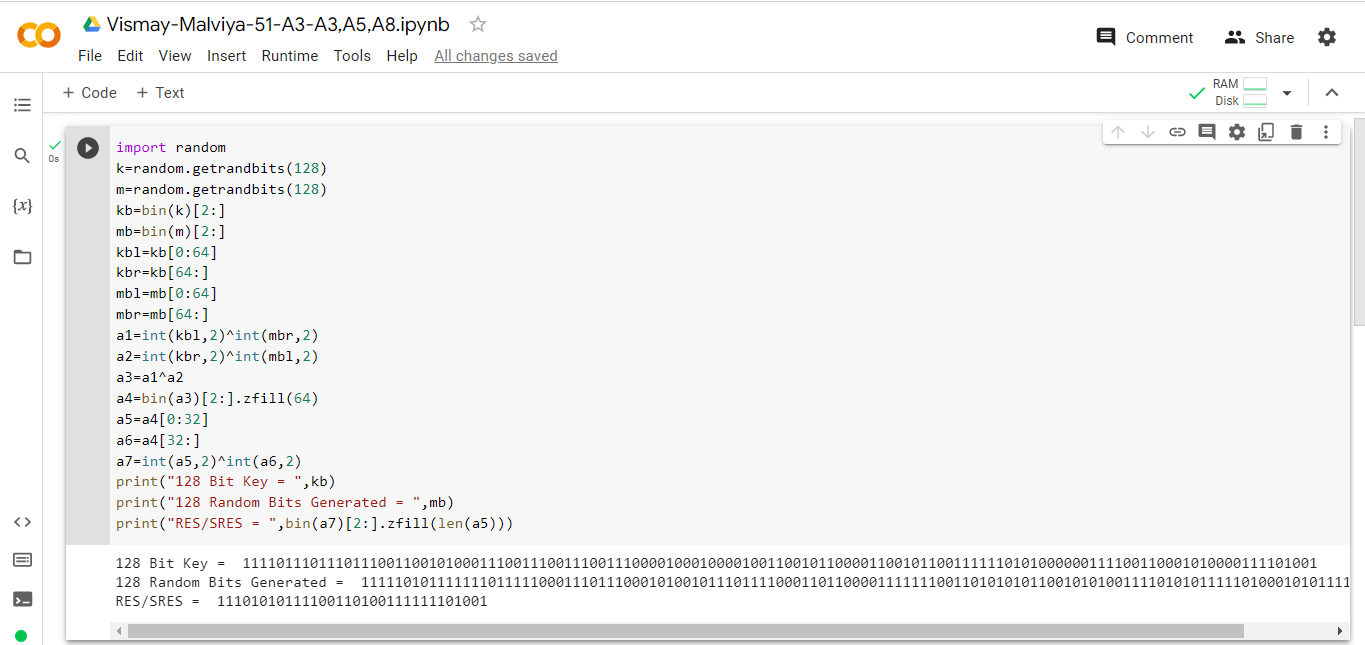 Vismay-Malviya-51-A3-A3,A5,A8.ipynb
File Edit View Insert Runtime Tools Help All changes saved
Comment Share
+ Code + Text
RAM
Disk
0s
{x}
import random
k=random.getrandbits(128)
m=random.getrandbits(128)
kb=bin(k)[2:]
mb=bin(m)[2:]
kbl=kb[0:64]
kbr=kb[64:]
mbl=mb[0:64]
mbr=mb[64:]
a1=int(kbl,2)^int(mbr,2)
a2=int(kbr,2)^int(mbl,2)
a3=a1^a2
a4=bin(a3)[2:].zfill(64)
a5=a4[0:32]
a6=a4[32:]
a7=int(a5,2)^int(a6,2)
print("128 Bit Key = ",kb)
print("128 Random Bits Generated = ",mb)
print("RES/SRES = ",bin(a7)[2:].zfill(len(a5)))
128 Bit Key =
128 Random Bits Generated =
RES/SRES = 11101010111100110100111111101001